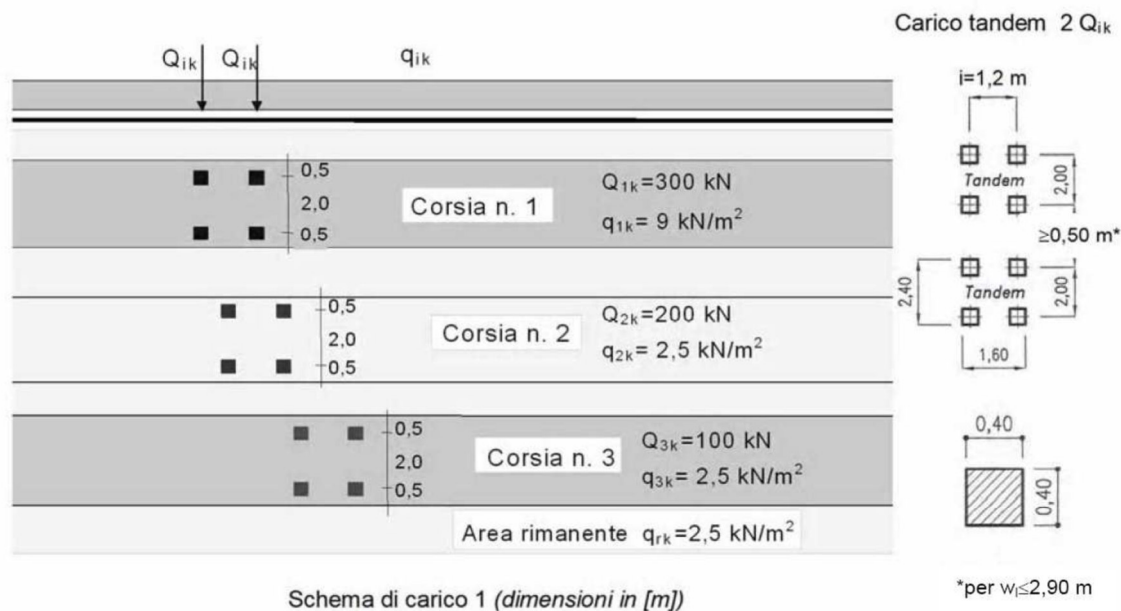 Carico tandem 2 Qik
Qik Qik qik
i=1,2 m
0,5
2,0
0,5
Corsia n. 1
Q1k=300 kN
q1k= 9 kN/m²
Tandem
2,00
≥0,50 m*
0,5
2,0
0,5
Corsia n. 2
Q2k=200 kN
q2k= 2,5 kN/m²
2,40
Tandem
2,00
1,60
0,5
2,0
0,5
Corsia n. 3
Q3k=100 kN
q3k= 2,5 kN/m²
0,40
0,40
Area rimanente qrk=2,5 kN/m²
Schema di carico 1 (dimensioni in [m])
*per wl≤2,90 m